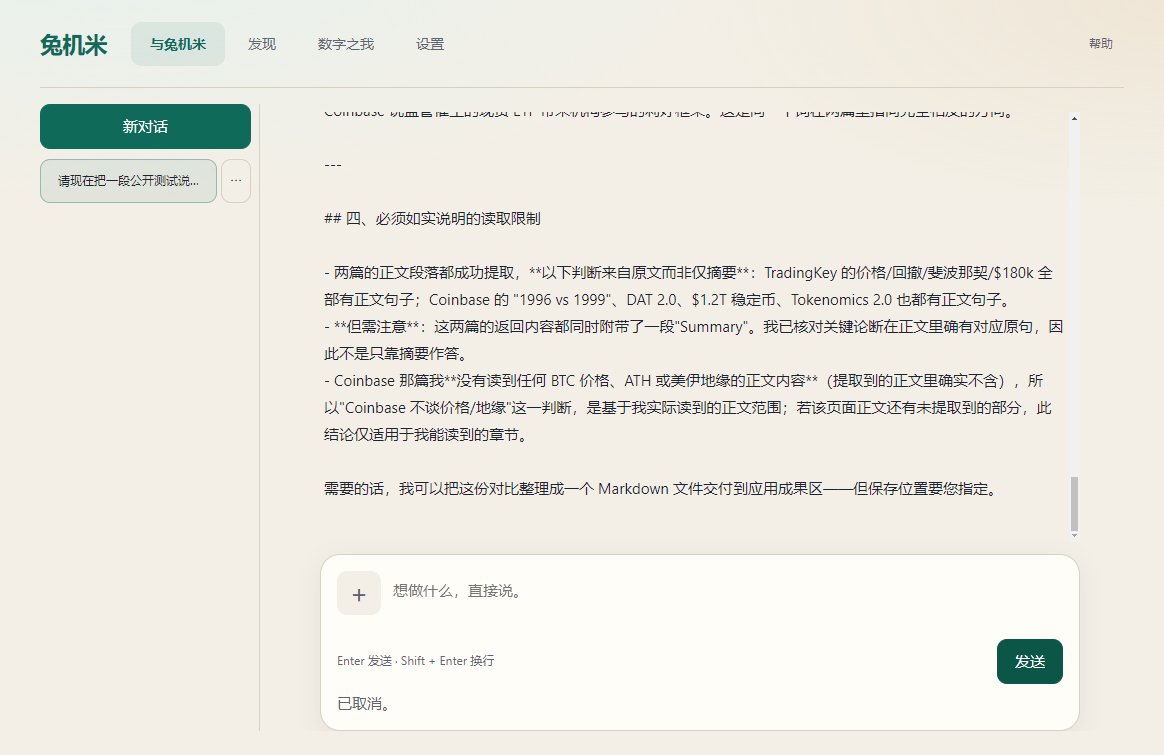 兔机米
与兔机米
发现
数字之我
设置
帮助
新对话
请现在把一段公开测试说...
...
---
## 四、必须如实说明的读取限制
- 两篇的正文段落都成功提取，**以下判断来自原文而非仅摘要**：TradingKey 的价格/回撤/斐波那契/$180k 全
部有正文句子；Coinbase 的 "1996 vs 1999"、DAT 2.0、$1.2T 稳定币、Tokenomics 2.0 也都有正文句子。
- **但需注意**：这两篇的返回内容都同时附带了一段"Summary"。我已核对关键论断在正文里确有对应原句，因
此不是只靠摘要作答。
- Coinbase 那篇我**没有读到任何 BTC 价格、ATH 或美伊地缘的正文内容**（提取到的正文里确实不含），所
以"Coinbase 不谈价格/地缘"这一判断，是基于我实际读到的正文范围；若该页面正文还有未提取到的部分，此
结论仅适用于我能读到的章节。
需要的话，我可以把这份对比整理成一个 Markdown 文件交付到应用成果区——但保存位置要您指定。
+
想做什么，直接说。
Enter 发送 · Shift + Enter 换行
发送
已取消。